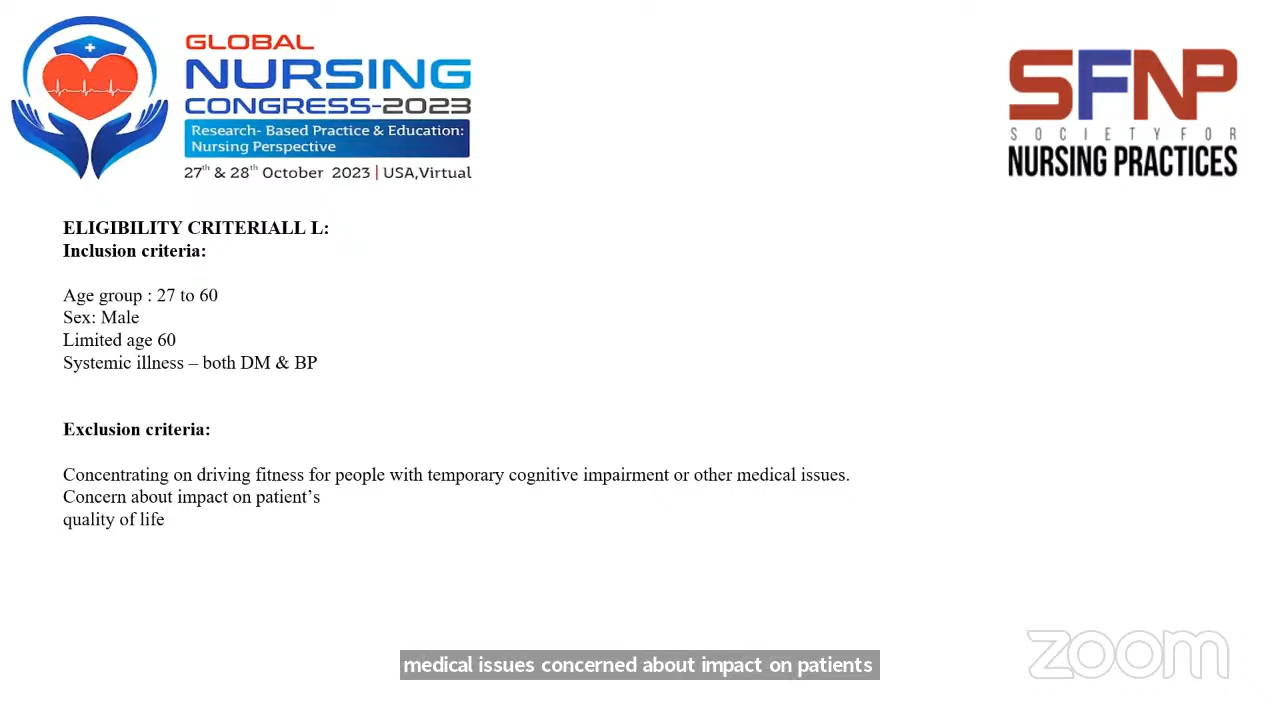 GLOBAL
NURSING
CONGRESS-2023
Research- Based Practice & Education:
Nursing Perspective
27th & 28th October 2023 | USA,Virtual
SFNP
SOCIETY FOR
NURSING PRACTICES
ELIGIBILITY CRITERIALL L:
Inclusion criteria:
Age group : 27 to 60
Sex: Male
Limited age 60
Systemic illness – both DM & BP
Exclusion criteria:
Concentrating on driving fitness for people with temporary cognitive impairment or other medical issues.
Concern about impact on patient’s
quality of life
medical issues concerned about impact on patients
zoom